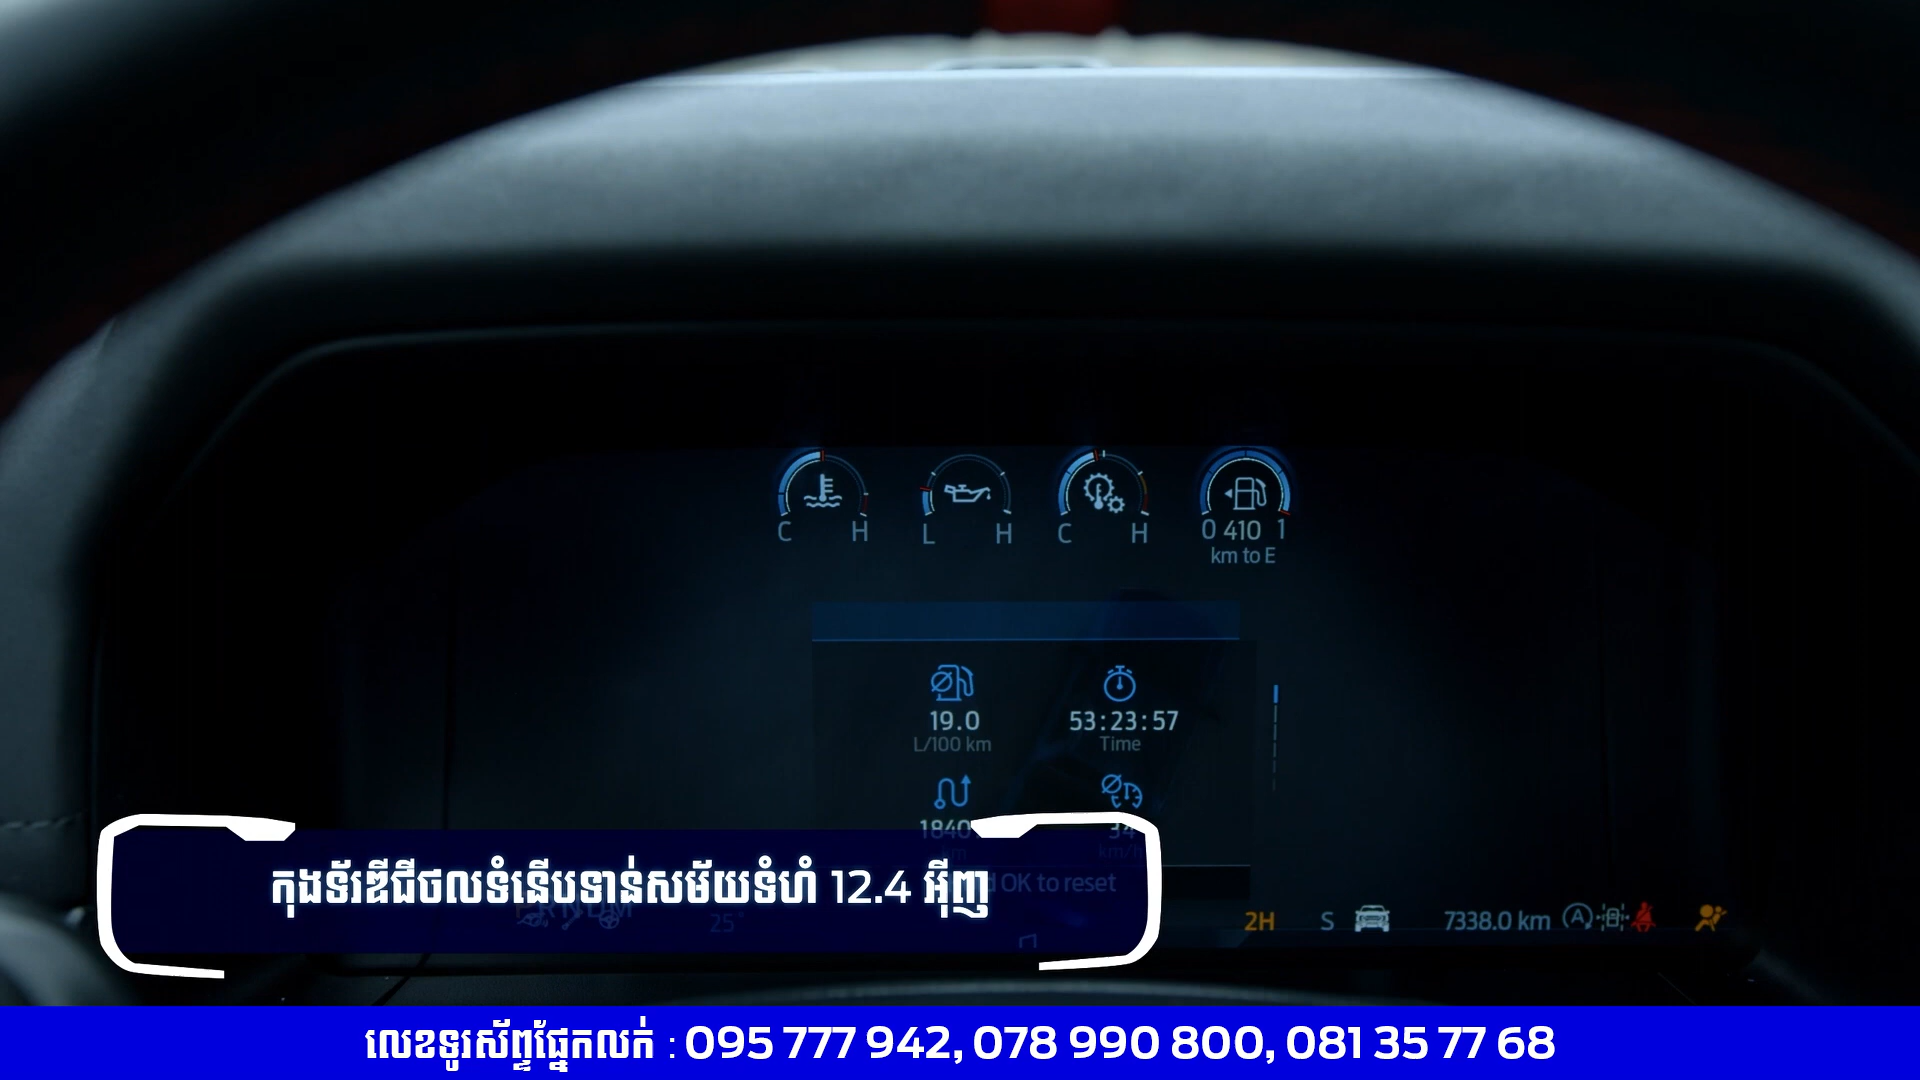 C H L H C H 0 410 1
km to E
19.0 53:23:57
L/100 km Time
34
km/h
OK to reset
កុងទ័រឌីជីថលទំនើបទាន់សម័យទំហំ 12.4 អ៊ីញ
25°
2H S 7338.0 km
លេខទូរស័ព្ទផ្នែកលក់ : 095 777 942, 078 990 800, 081 35 77 68